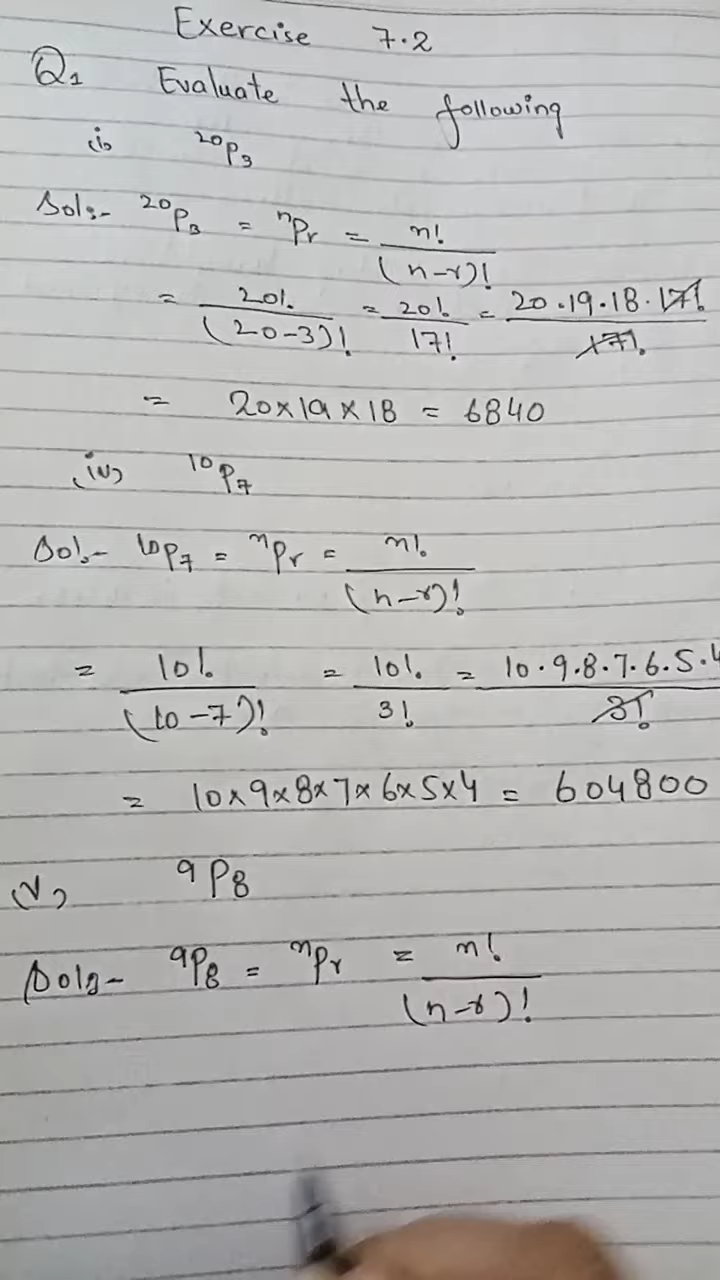 Exercise 7.2
Q1 Evaluate the following
(i) ²⁰P₃
Sol:- ²⁰P₃ = ⁿPᵣ = n! / (n-r)!
= 20! / (20-3)! = 20! / 17! = 20·19·18·17! / 17!
= 20×19×18 = 6840
(iv) ¹⁰P₇
Sol:- ¹⁰P₇ = ⁿPᵣ = n! / (n-r)!
= 10! / (10-7)! = 10! / 3! = 10·9·8·7·6·5·4 / 3!
= 10×9×8×7×6×5×4 = 604800
(v) ⁹P₈
Sol:- ⁹P₈ = ⁿPᵣ = n! / (n-r)!